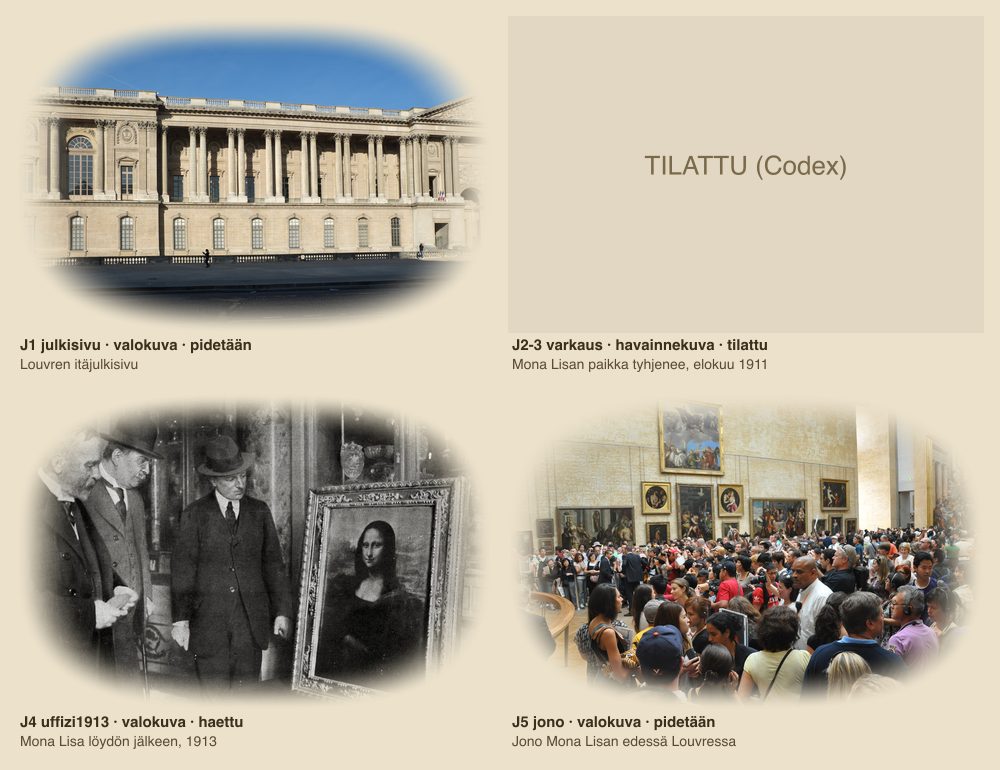 TILATTU (Codex)
J1 julkisivu · valokuva · pidetään
Louvren itäjulkisivu
J2-3 varkaus · havainnekuva · tilattu
Mona Lisan paikka tyhjenee, elokuu 1911
J4 uffizi1913 · valokuva · haettu
Mona Lisa löydön jälkeen, 1913
J5 jono · valokuva · pidetään
Jono Mona Lisan edessä Louvressa